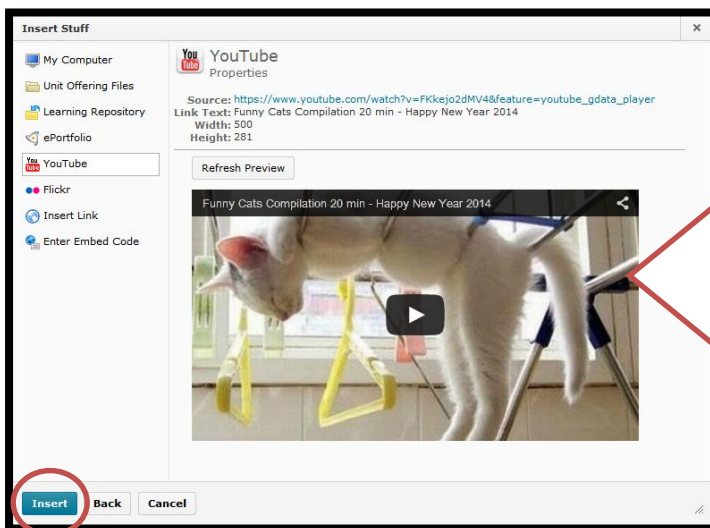 Insert Stuff
My Computer
Unit Offering Files
Learning Repository
ePortfolio
YouTube
Flickr
Insert Link
Enter Embed Code
You
Tube
YouTube
Properties
Source: https://www.youtube.com/watch?v=FKkejo2dMV4&feature=youtube_gdata_player
Link Text: Funny Cats Compilation 20 min - Happy New Year 2014
Width: 500
Height: 281
Refresh Preview
Funny Cats Compilation 20 min - Happy New Year 2014
Insert Back Cancel